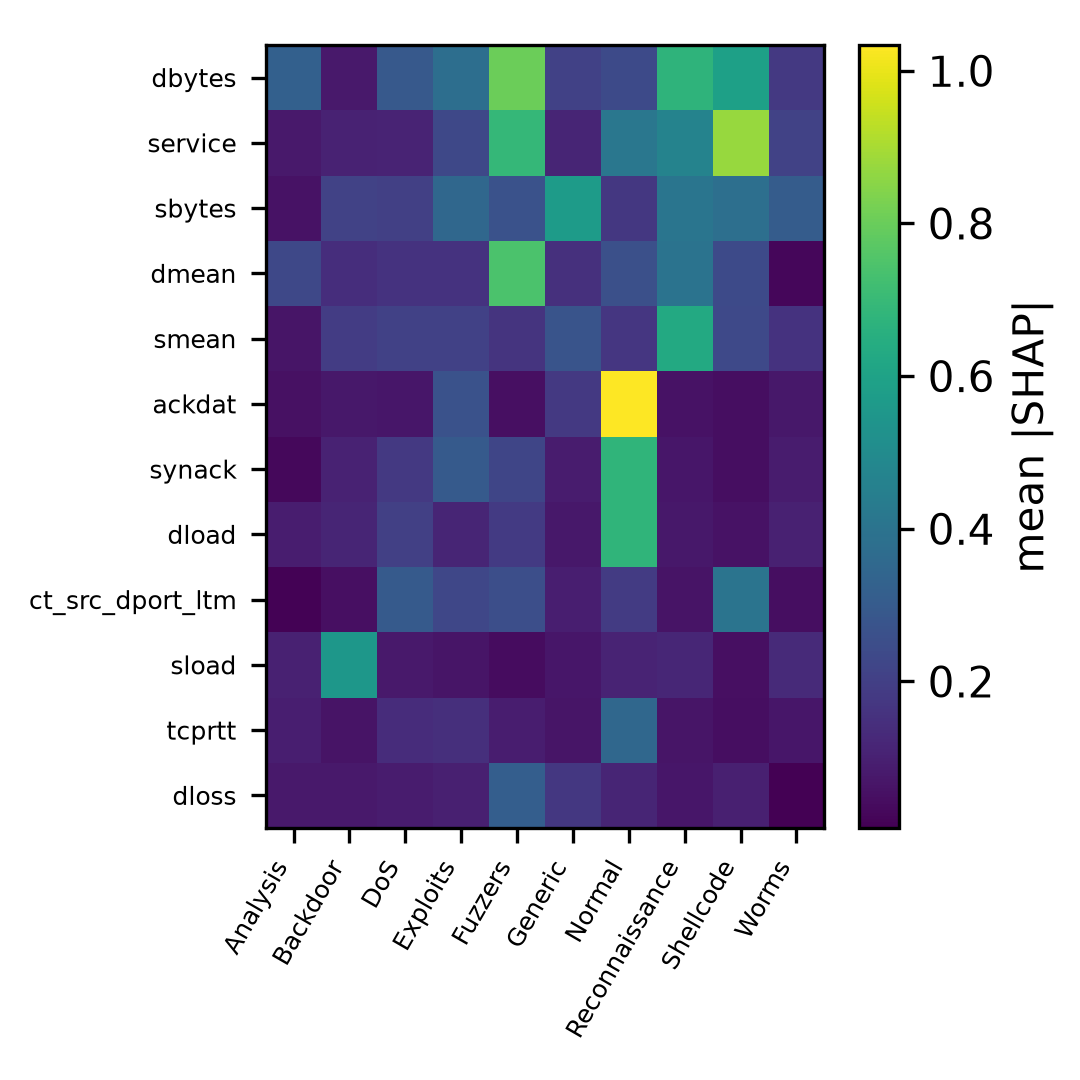 dbytes
service
sbytes
dmean
smean
ackdat
synack
dload
ct_src_dport_ltm
sload
tcprtt
dloss
Analysis
Backdoor
DoS
Exploits
Fuzzers
Generic
Normal
Reconnaissance
Shellcode
Worms
1.0
0.8
0.6
0.4
0.2
mean |SHAP|